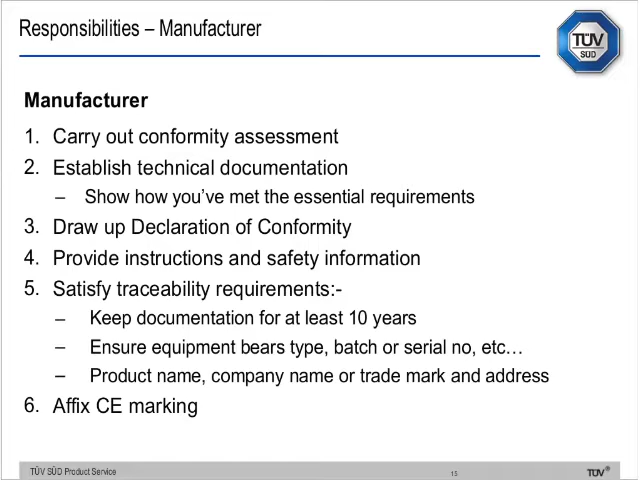 Responsibilities – Manufacturer
TÜV
SÜD
Manufacturer
1. Carry out conformity assessment
2. Establish technical documentation
– Show how you've met the essential requirements
3. Draw up Declaration of Conformity
4. Provide instructions and safety information
5. Satisfy traceability requirements:-
– Keep documentation for at least 10 years
– Ensure equipment bears type, batch or serial no, etc…
– Product name, company name or trade mark and address
6. Affix CE marking
TÜV SÜD Product Service 15 TÜV®